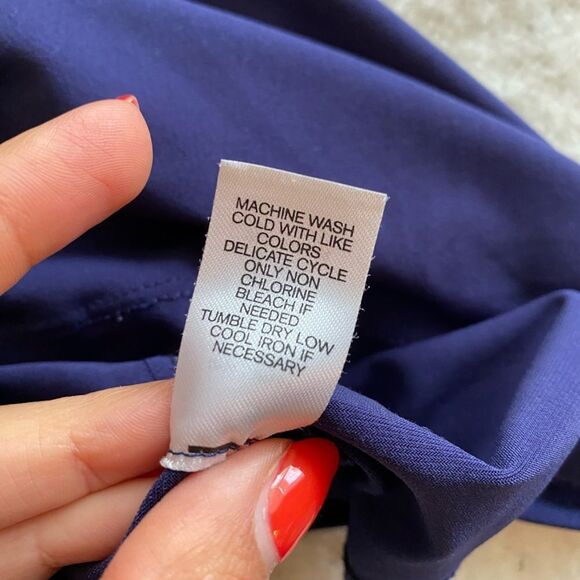 MACHINE WASH
COLD WITH LIKE
COLORS
DELICATE CYCLE
ONLY NON
CHLORINE
BLEACH IF
NEEDED
TUMBLE DRY LOW
COOL IRON IF
NECESSARY